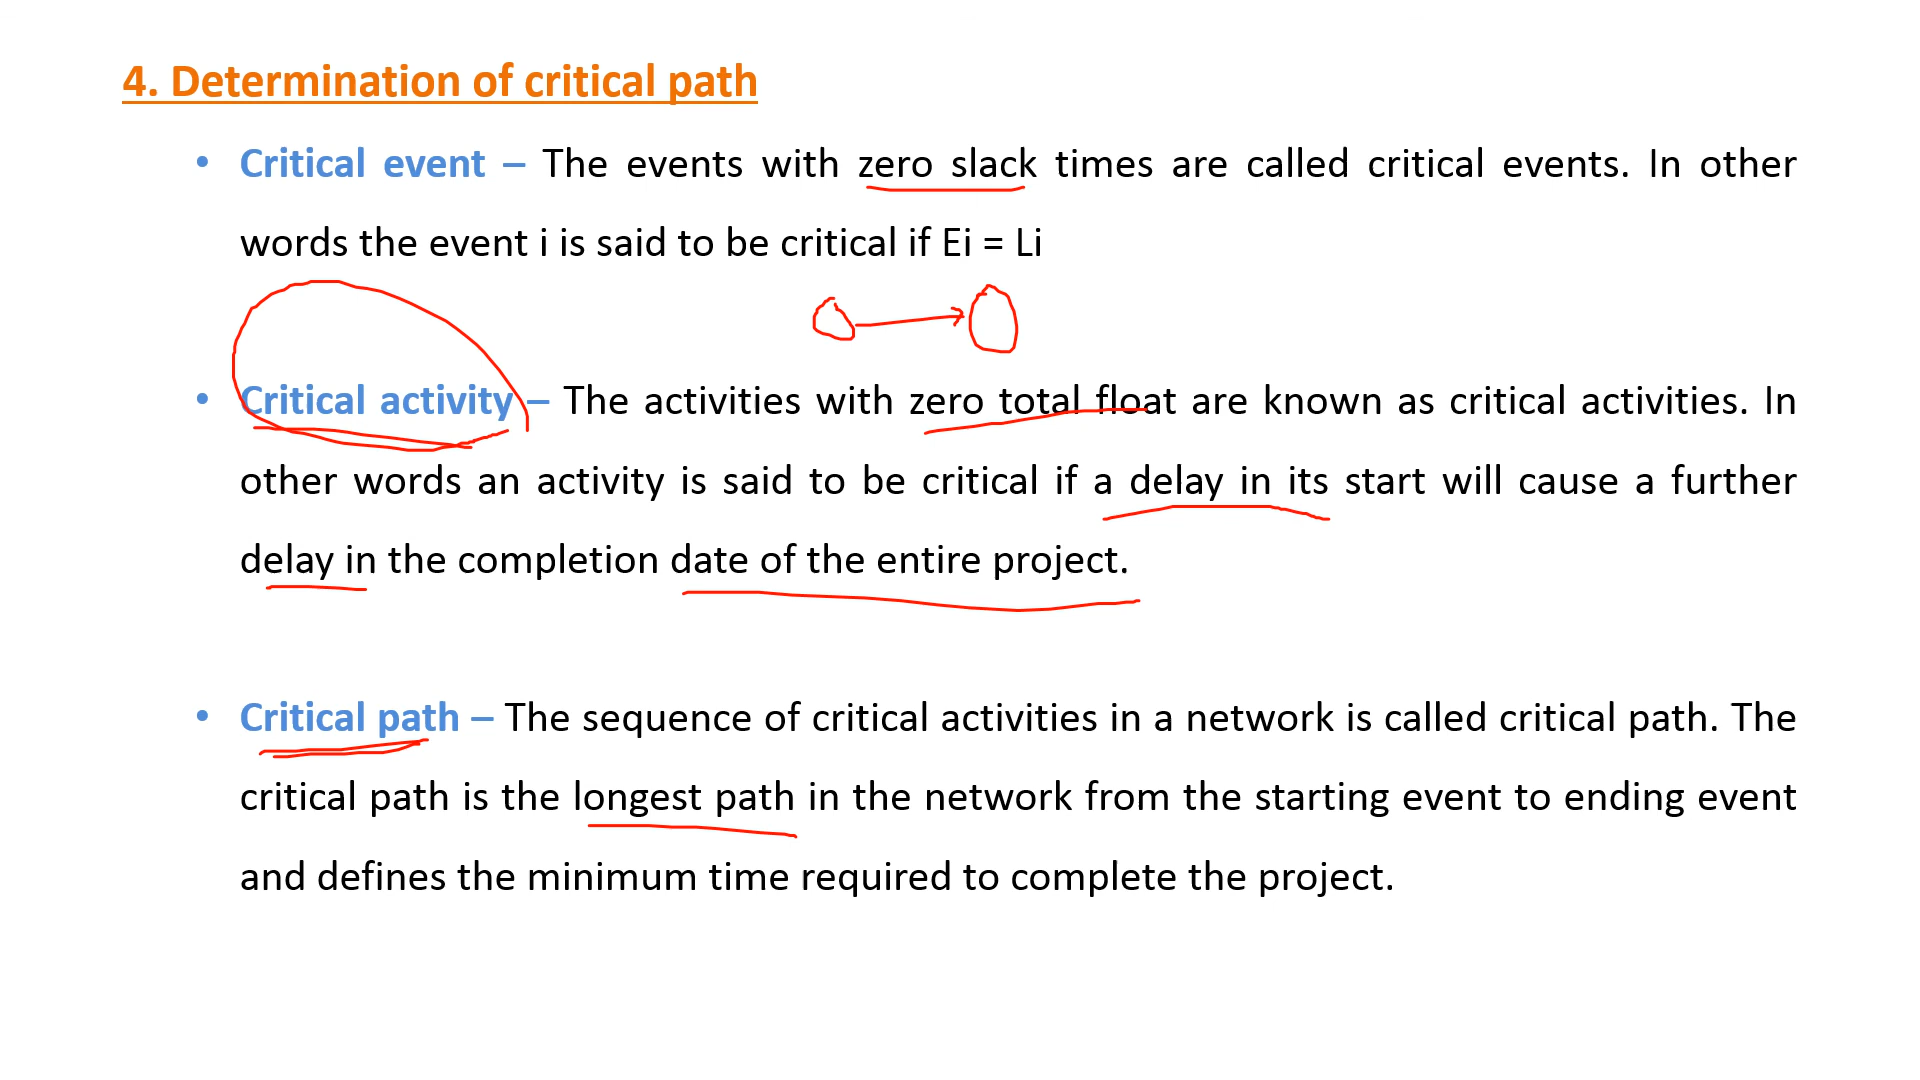 4. Determination of critical path
• Critical event – The events with zero slack times are called critical events. In other
words the event i is said to be critical if Ei = Li
• Critical activity – The activities with zero total float are known as critical activities. In
other words an activity is said to be critical if a delay in its start will cause a further
delay in the completion date of the entire project.
• Critical path – The sequence of critical activities in a network is called critical path. The
critical path is the longest path in the network from the starting event to ending event
and defines the minimum time required to complete the project.